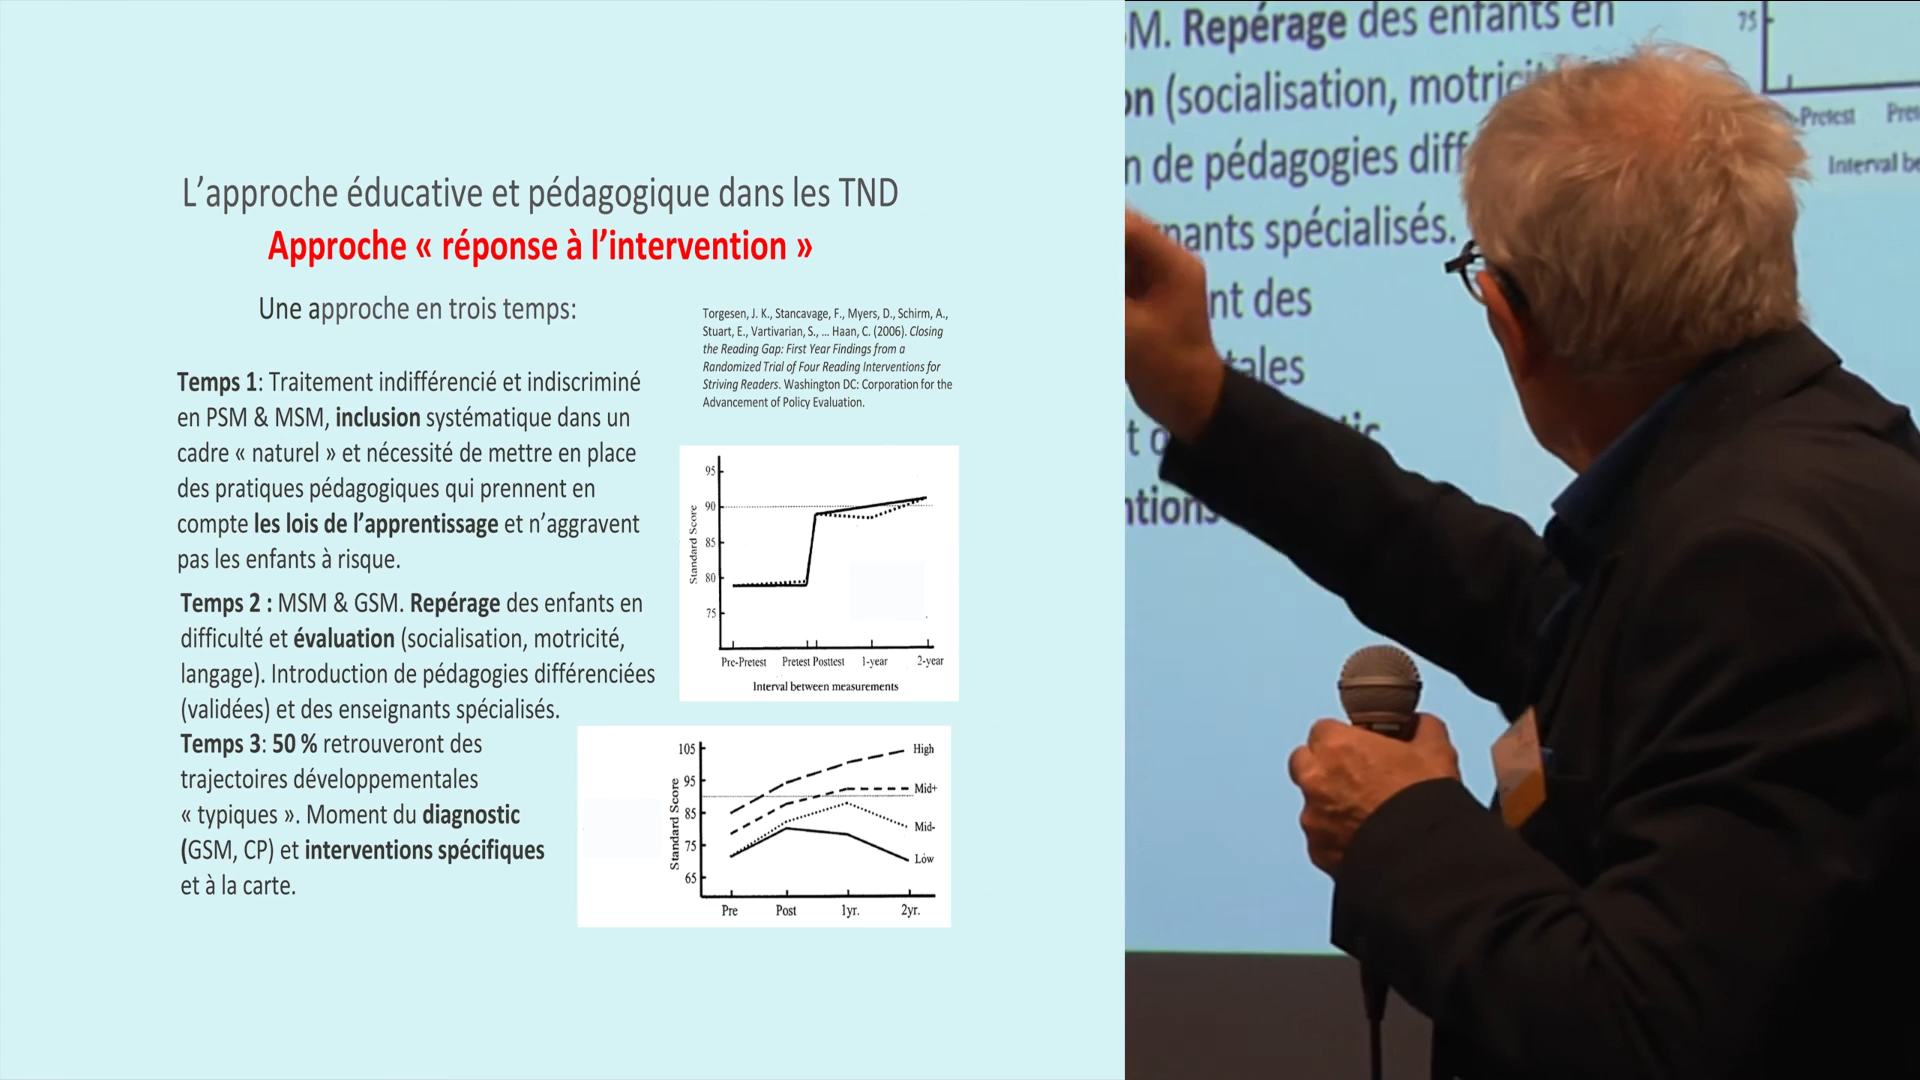 L’approche éducative et pédagogique dans les TND
Approche « réponse à l’intervention »
Une approche en trois temps:
Torgesen, J. K., Stancavage, F., Myers, D., Schirm, A.,
Stuart, E., Vartivarian, S., ... Haan, C. (2006). Closing
the Reading Gap: First Year Findings from a
Randomized Trial of Four Reading Interventions for
Striving Readers. Washington DC: Corporation for the
Advancement of Policy Evaluation.
Temps 1: Traitement indifférencié et indiscriminé
en PSM & MSM, inclusion systématique dans un
cadre « naturel » et nécessité de mettre en place
des pratiques pédagogiques qui prennent en
compte les lois de l’apprentissage et n’aggravent
pas les enfants à risque.
Temps 2 : MSM & GSM. Repérage des enfants en
difficulté et évaluation (socialisation, motricité,
langage). Introduction de pédagogies différenciées
(validées) et des enseignants spécialisés.
Temps 3: 50 % retrouveront des
trajectoires développementales
« typiques ». Moment du diagnostic
(GSM, CP) et interventions spécifiques
et à la carte.
Standard Score
95
90
85
80
75
Pre-Pretest Pretest Posttest 1-year 2-year
Interval between measurements
Standard Score
105
95
85
75
65
High
Mid+
Mid-
Low
Pre Post 1yr. 2yr.
M. Repérage des enfants en
on (socialisation, motric
n de pédagogies diff
nants spécialisés.
nt des
tales
ntions
75
-Pretest
Interval be